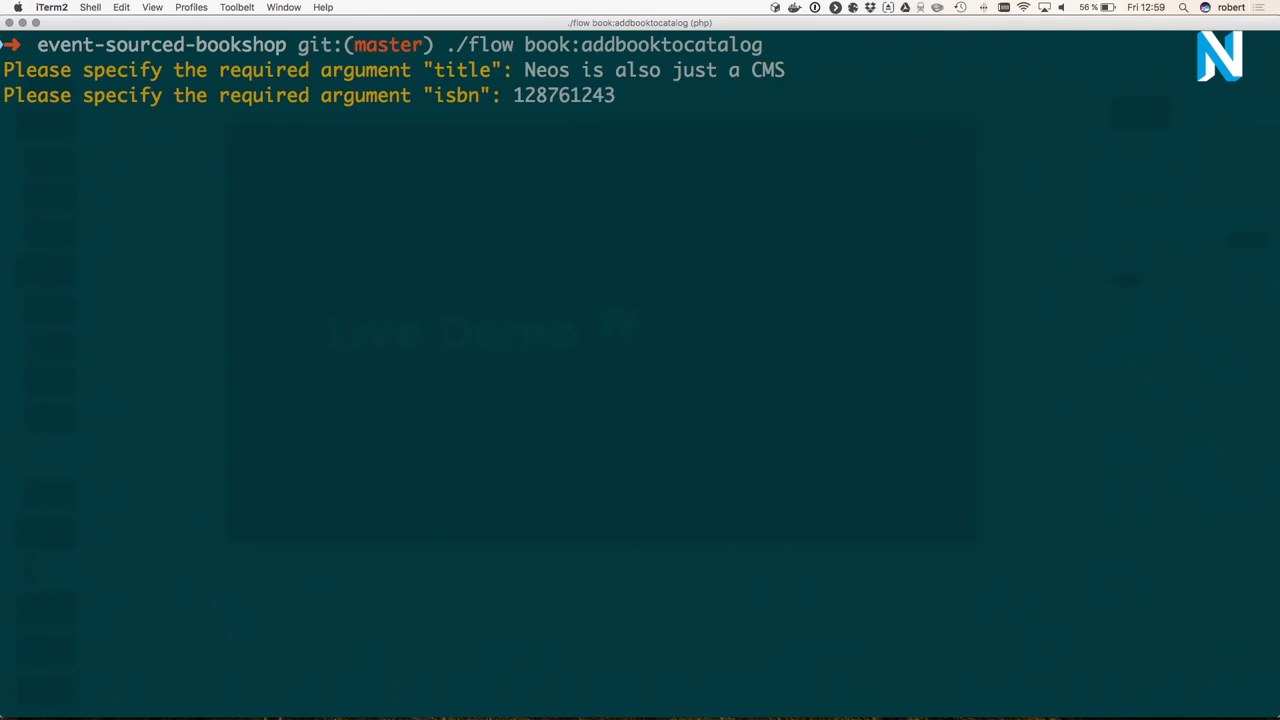 iTerm2 Shell Edit View Profiles Toolbelt Window Help 56 % Fri 12:59 robert
./flow book:addbooktocatalog (php)
➜ event-sourced-bookshop git:(master) ./flow book:addbooktocatalog
Please specify the required argument "title": Neos is also just a CMS
Please specify the required argument "isbn": 128761243
Live Demo